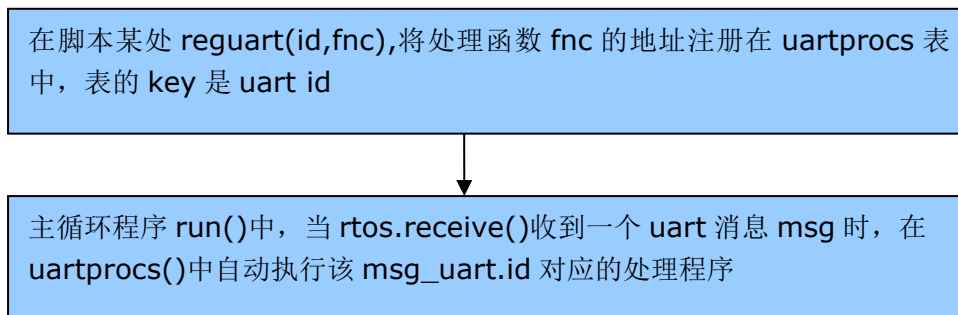 在脚本某处 reguart(id,fnc),将处理函数 fnc 的地址注册在 uartprocs 表
中，表的 key 是 uart id
主循环程序 run()中，当 rtos.receive()收到一个 uart 消息 msg 时，在
uartprocs()中自动执行该 msg_uart.id 对应的处理程序